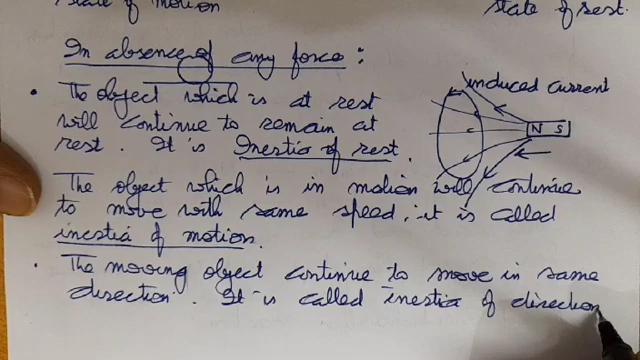 state of motion
state of rest.
In absence of any force :
induced current
N S
• The object which is at rest
will continue to remain at
rest. It is Inertia of rest.
The object which is in motion will continue
to move with same speed, it is called
inertia of motion.
• The moving object continue to move in same
direction. It is called inertia of direction